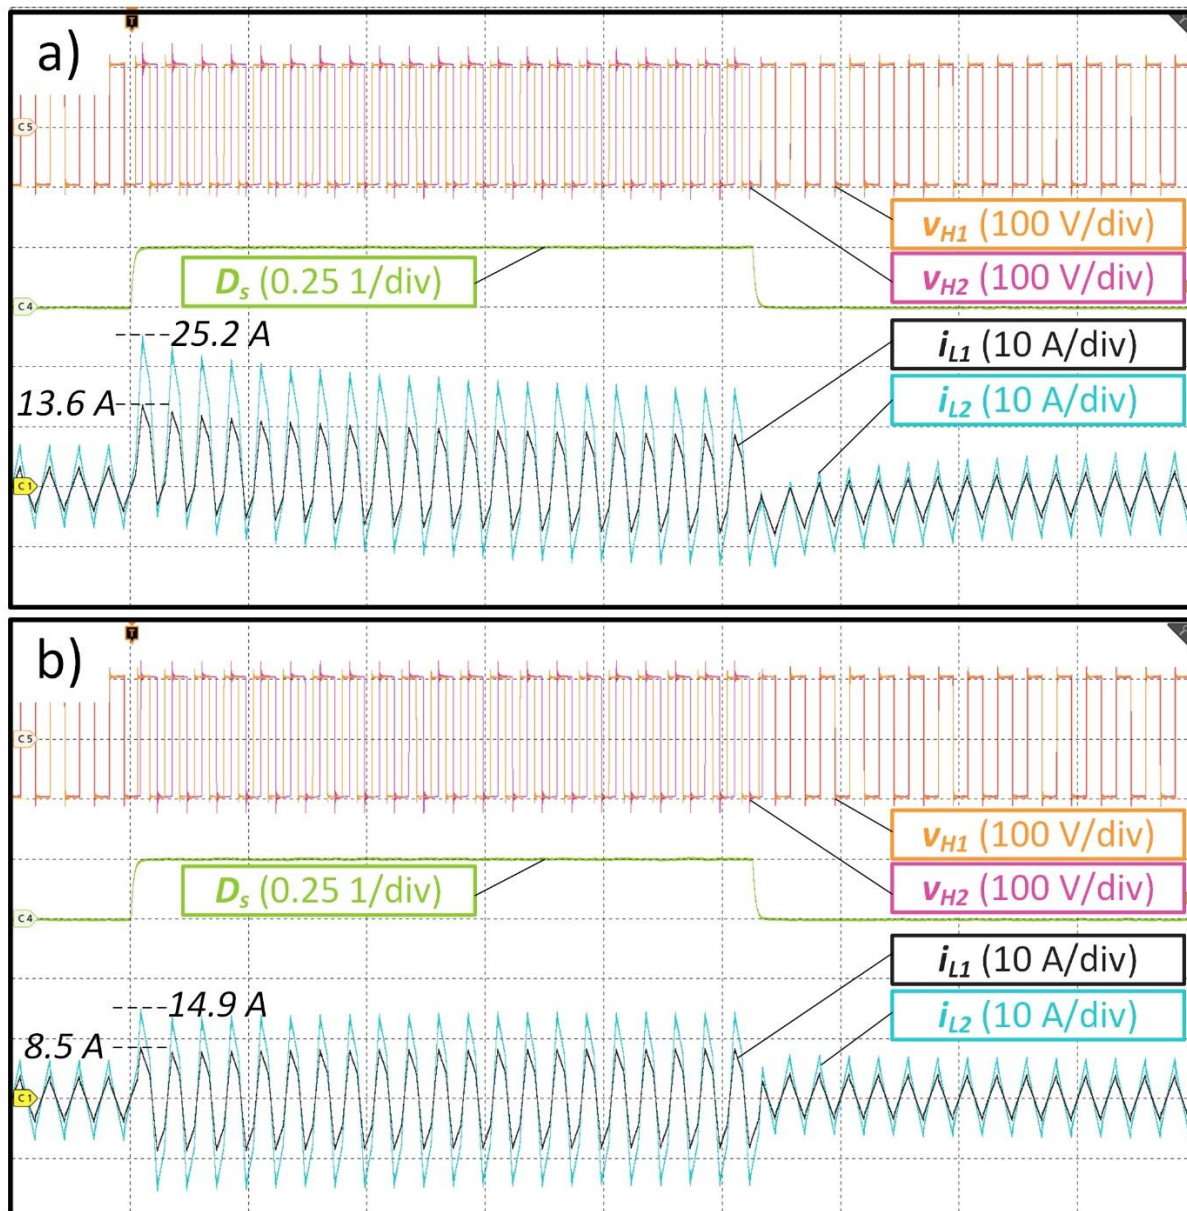 T
a)
C5
v_H1 (100 V/div)
D_s (0.25 1/div)
v_H2 (100 V/div)
C4
25.2 A
i_L1 (10 A/div)
13.6 A
i_L2 (10 A/div)
C1
T
b)
C5
v_H1 (100 V/div)
D_s (0.25 1/div)
v_H2 (100 V/div)
C4
i_L1 (10 A/div)
14.9 A
i_L2 (10 A/div)
8.5 A
C1